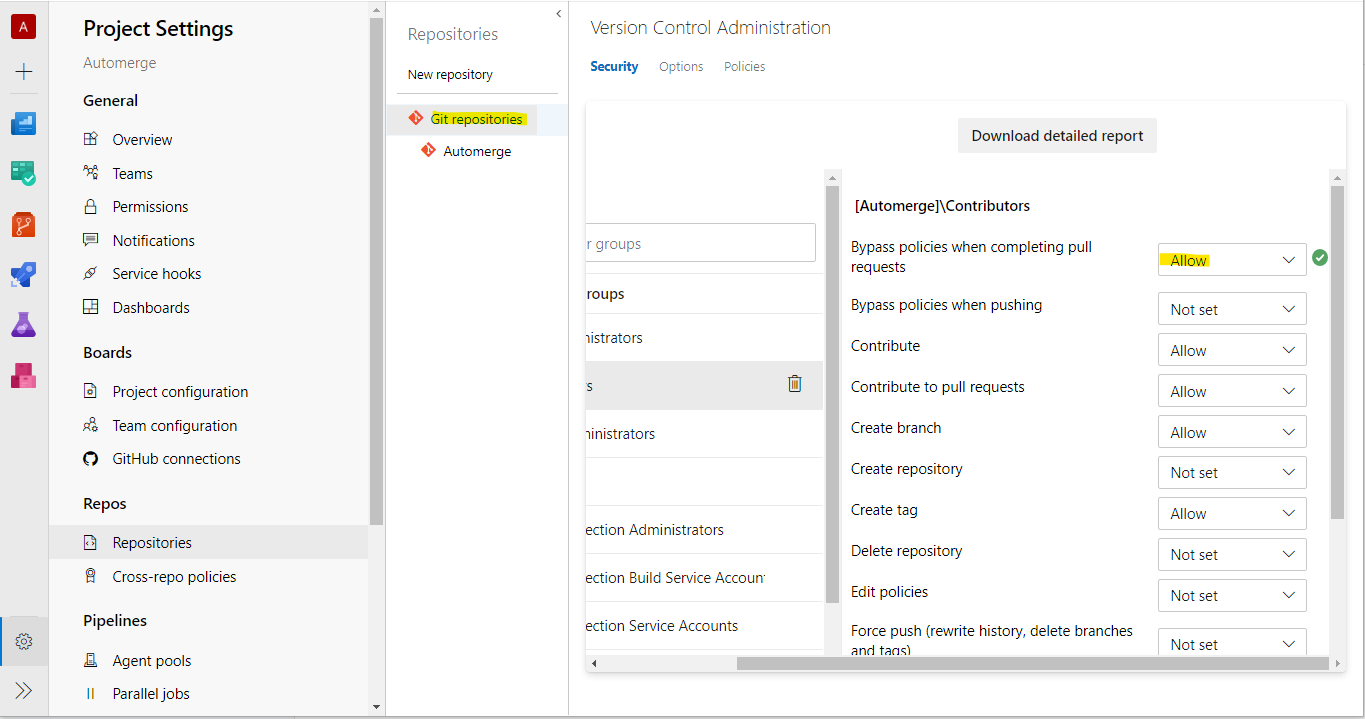 A
Project Settings
Automerge
General
Overview
Teams
Permissions
Notifications
Service hooks
Dashboards
Boards
Project configuration
Team configuration
GitHub connections
Repos
Repositories
Cross-repo policies
Pipelines
Agent pools
Parallel jobs
Repositories
New repository
Git repositories
Automerge
Version Control Administration
Security Options Policies
Download detailed report
r groups
roups
nistrators
rs
ninistrators
ection Administrators
ection Build Service Accoun
ection Service Accounts
[Automerge]\Contributors
Bypass policies when completing pull
requests
Allow
Bypass policies when pushing
Not set
Contribute
Allow
Contribute to pull requests
Allow
Create branch
Allow
Create repository
Not set
Create tag
Allow
Delete repository
Not set
Edit policies
Not set
Force push (rewrite history, delete branches
and tags)
Not set